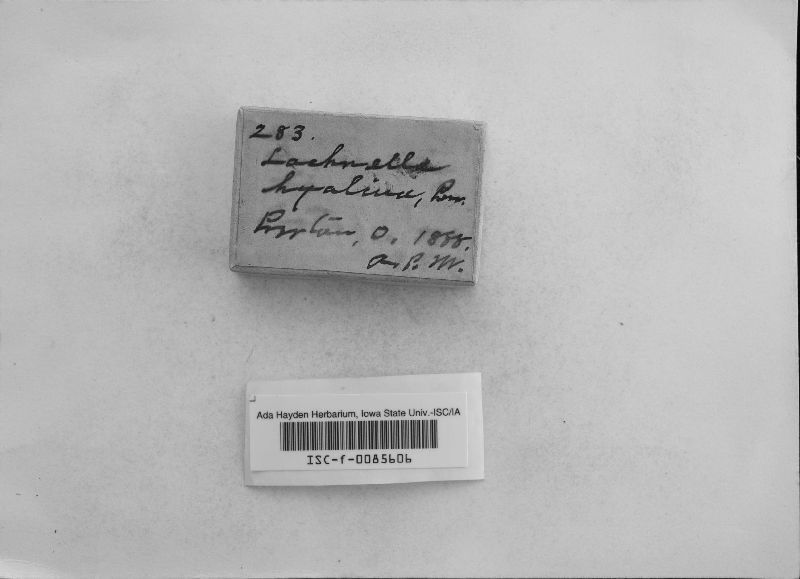 283.
Lachnella
hyalina, Pers.
Preston, O. 1888.
A. P. M.
Ada Hayden Herbarium, Iowa State Univ.-ISC/IA
ISC-f-0085606